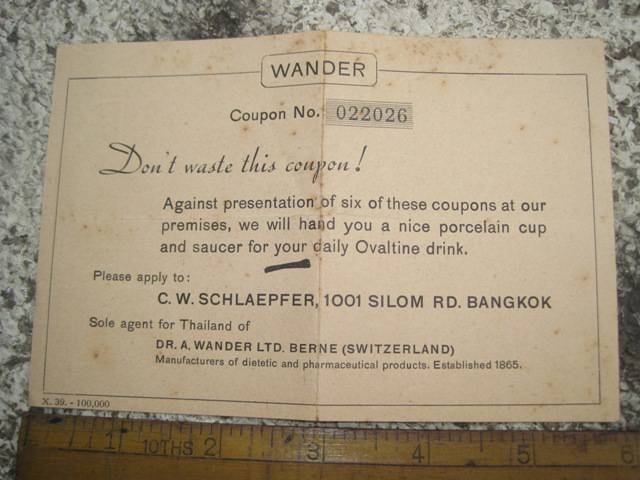 WANDER
Coupon No. 022026
Don't waste this coupon!
Against presentation of six of these coupons at our
premises, we will hand you a nice porcelain cup
and saucer for your daily Ovaltine drink.
Please apply to:
C. W. SCHLAEPFER, 1001 SILOM RD. BANGKOK
Sole agent for Thailand of
DR. A. WANDER LTD. BERNE (SWITZERLAND)
Manufacturers of dietetic and pharmaceutical products. Established 1865.
X. 39. - 100,000
1 10THS 2 3 4 5 6